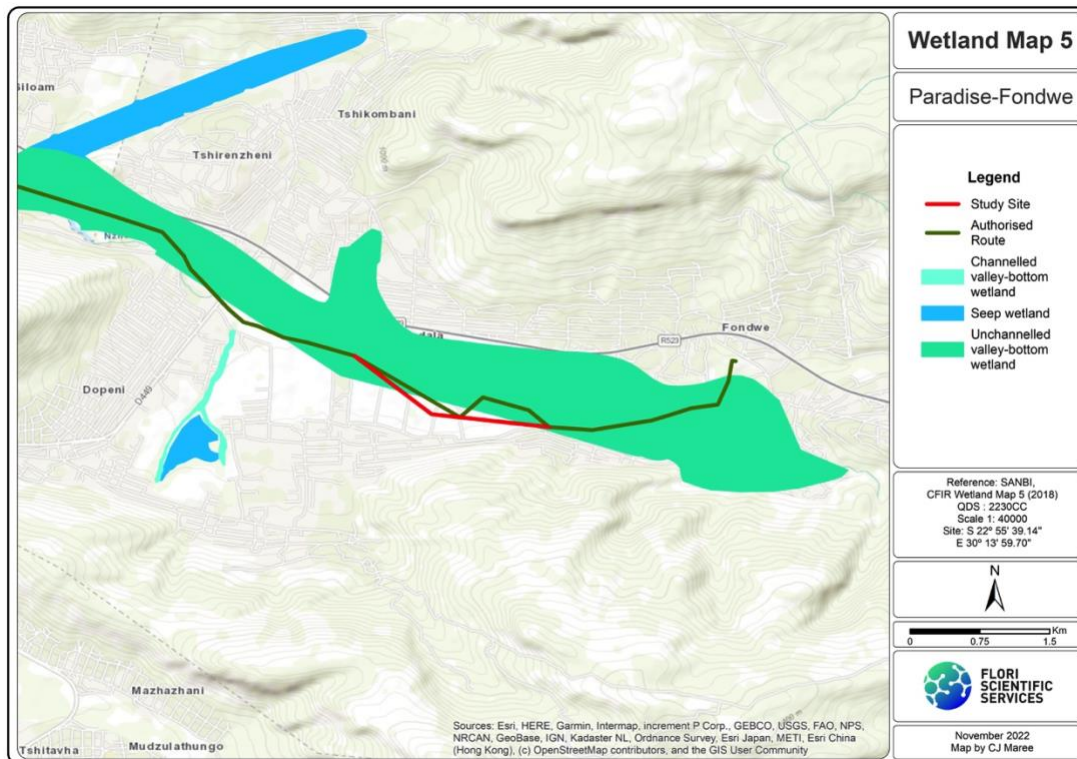 Wetland Map 5
Paradise-Fondwe
Legend
Study Site
Authorised
Route
Channelled
valley-bottom
wetland
Seep wetland
Unchannelled
valley-bottom
wetland
Reference: SANBI,
CFIR Wetland Map 5 (2018)
QDS : 2230CC
Scale 1: 40000
Site: S 22º 55' 39.14"
E 30º 13' 59.70"
N
Km
0 0.75 1.5
FLORI
SCIENTIFIC
SERVICES
November 2022
Map by CJ Maree
Siloam
Tshikombani
Tshirenzheni
1000 m
Fondwe
R523
Dopeni
D449
Mazhazhani
Tshitavha
Mudzulathungo
Sources: Esri, HERE, Garmin, Intermap, increment P Corp., GEBCO, USGS, FAO, NPS,
NRCAN, GeoBase, IGN, Kadaster NL, Ordnance Survey, Esri Japan, METI, Esri China
(Hong Kong), (c) OpenStreetMap contributors, and the GIS User Community